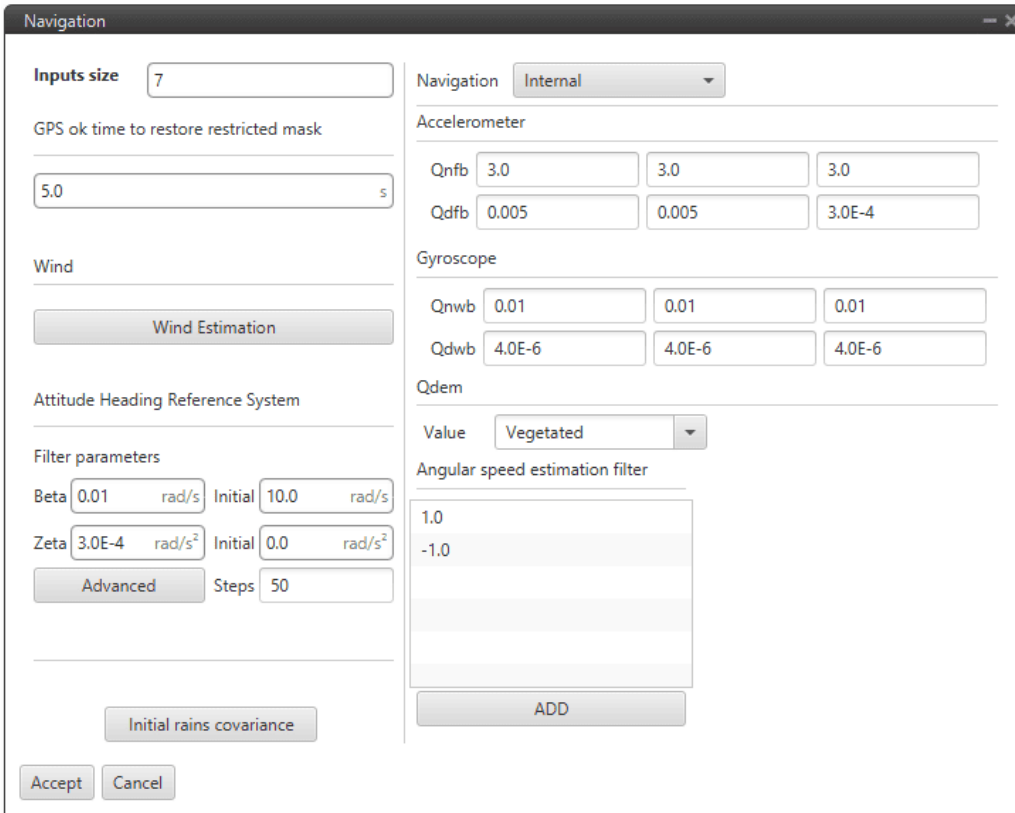 Navigation
Inputs size 7
GPS ok time to restore restricted mask
5.0 s
Wind
Wind Estimation
Attitude Heading Reference System
Filter parameters
Beta 0.01 rad/s Initial 10.0 rad/s
Zeta 3.0E-4 rad/s² Initial 0.0 rad/s²
Advanced Steps 50
Initial rains covariance
Navigation Internal
Accelerometer
Qnfb 3.0 3.0 3.0
Qdfb 0.005 0.005 3.0E-4
Gyroscope
Qnwb 0.01 0.01 0.01
Qdwb 4.0E-6 4.0E-6 4.0E-6
Qdem
Value Vegetated
Angular speed estimation filter
1.0
-1.0
ADD
Accept Cancel